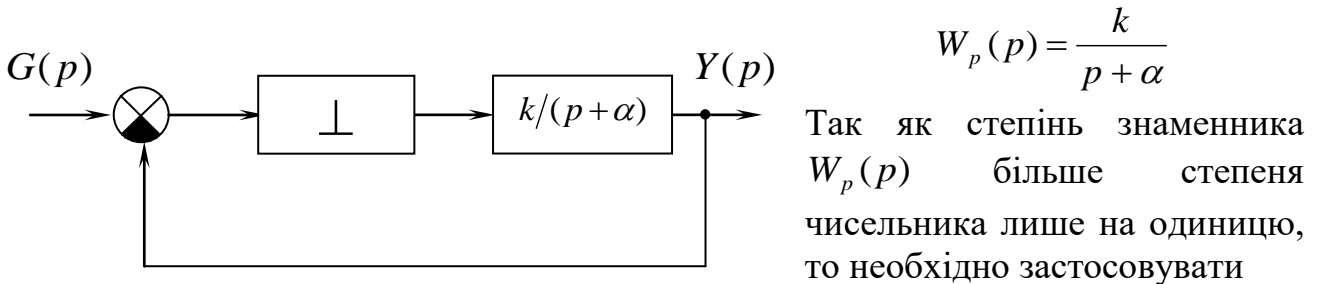 G(p)
⊥
k/(p+α)
Y(p)
W_p(p) = k/(p+α)
Так як степінь знаменника
W_p(p) більше степеня
чисельника лише на одиницю,
то необхідно застосовувати